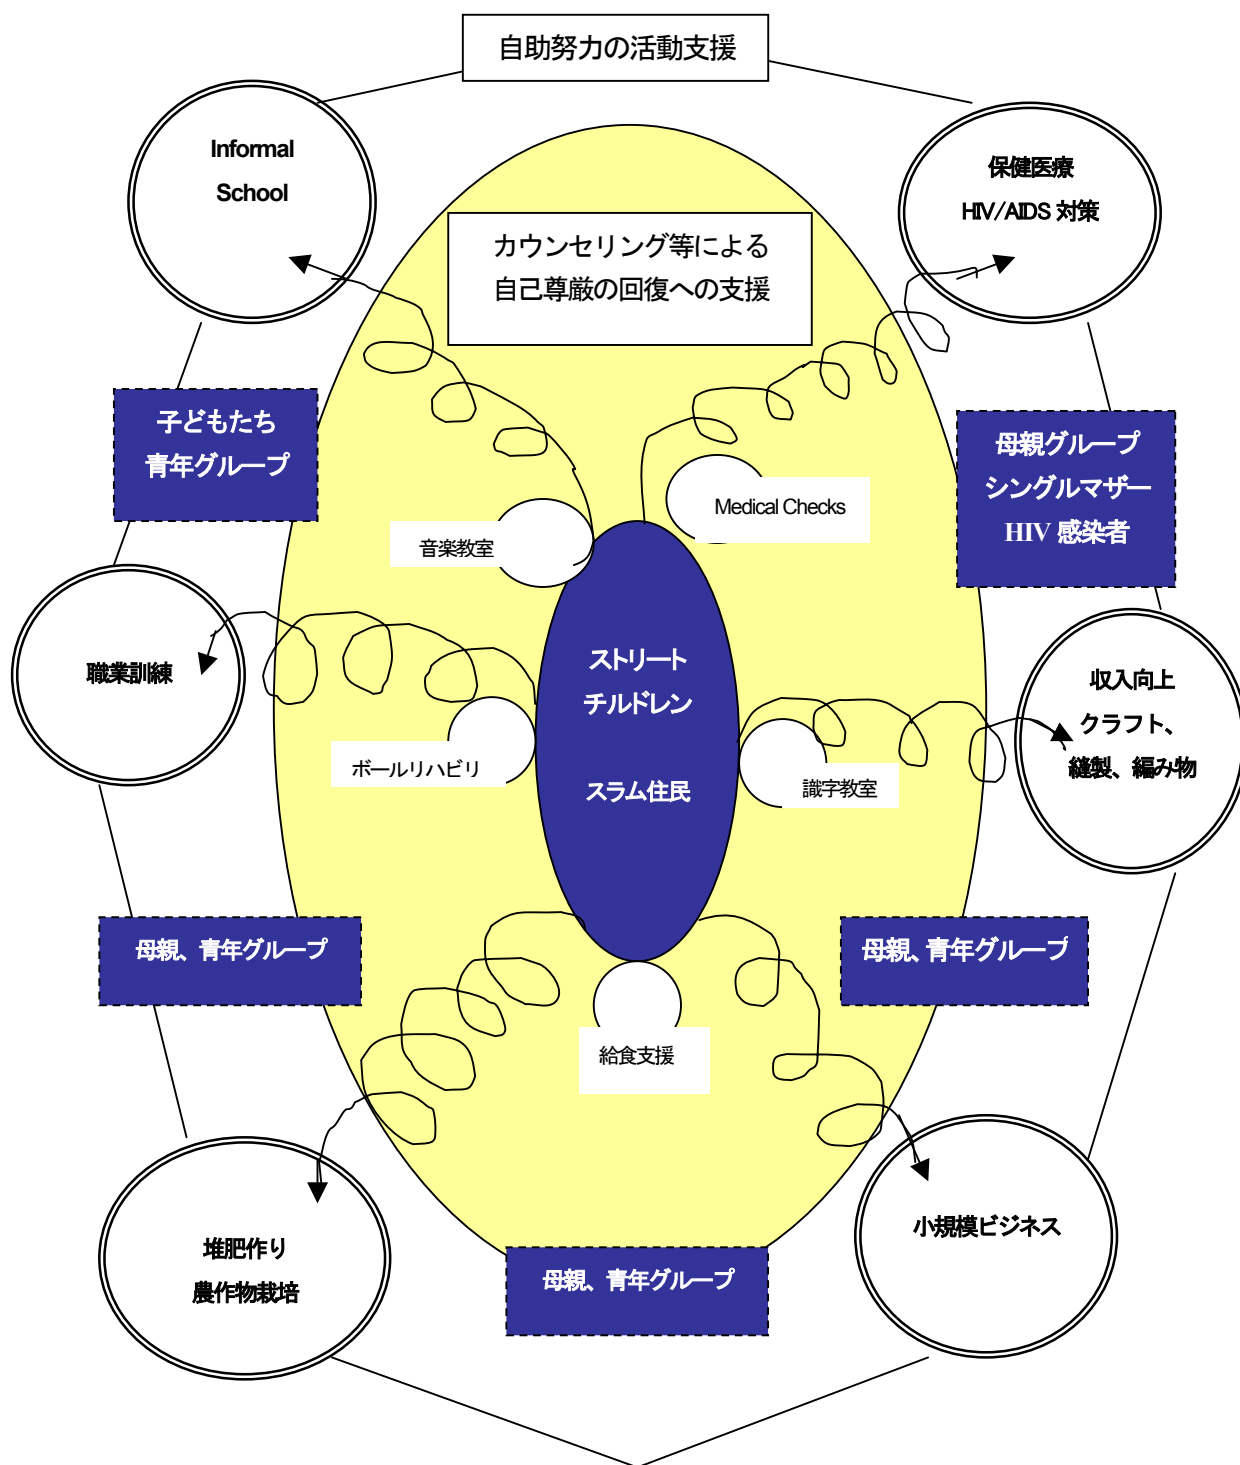 自助努力の活動支援
Informal
School
保健医療
HIV/AIDS 対策
カウンセリング等による
自己尊厳の回復への支援
子どもたち
青年グループ
母親グループ
シングルマザー
HIV 感染者
音楽教室
Medical Checks
職業訓練
ストリート
チルドレン
スラム住民
収入向上
クラフト、
縫製、編み物
ボールリハビリ
識字教室
母親、青年グループ
母親、青年グループ
給食支援
堆肥作り
農作物栽培
母親、青年グループ
小規模ビジネス